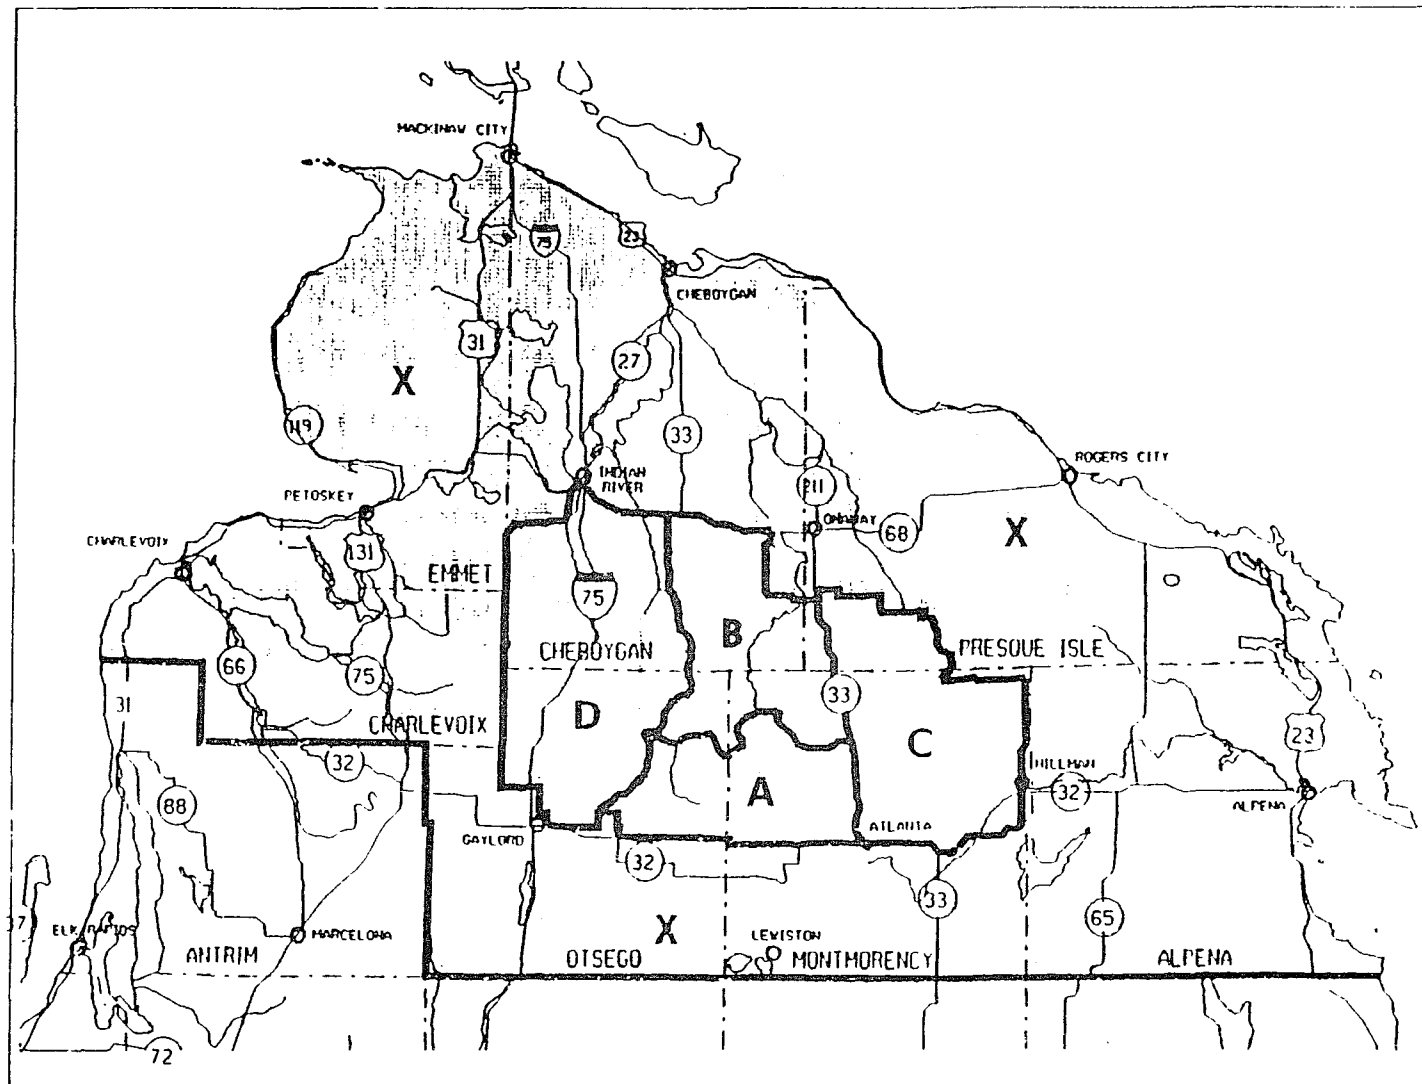 MACKINAW CITY
75
23
CHEBOYGAN
31
27
X
119
33
ROGERS CITY
INDIAN
RIVER
211
PETOSKEY
ONAWAY
68
X
CHARLEVOIX
131
EMMET
75
B
CHEBOYGAN
PRESQUE ISLE
66
75
31
33
D
CHARLEVOIX
C
23
32
HILLMAN
A
32
88
ALPENA
ATLANTA
GAYLORD
32
33
65
37
X
ELK RAPIDS
MARCELONA
LEWISTON
ANTRIM
OTSEGO
MONTMORENCY
ALPENA
72